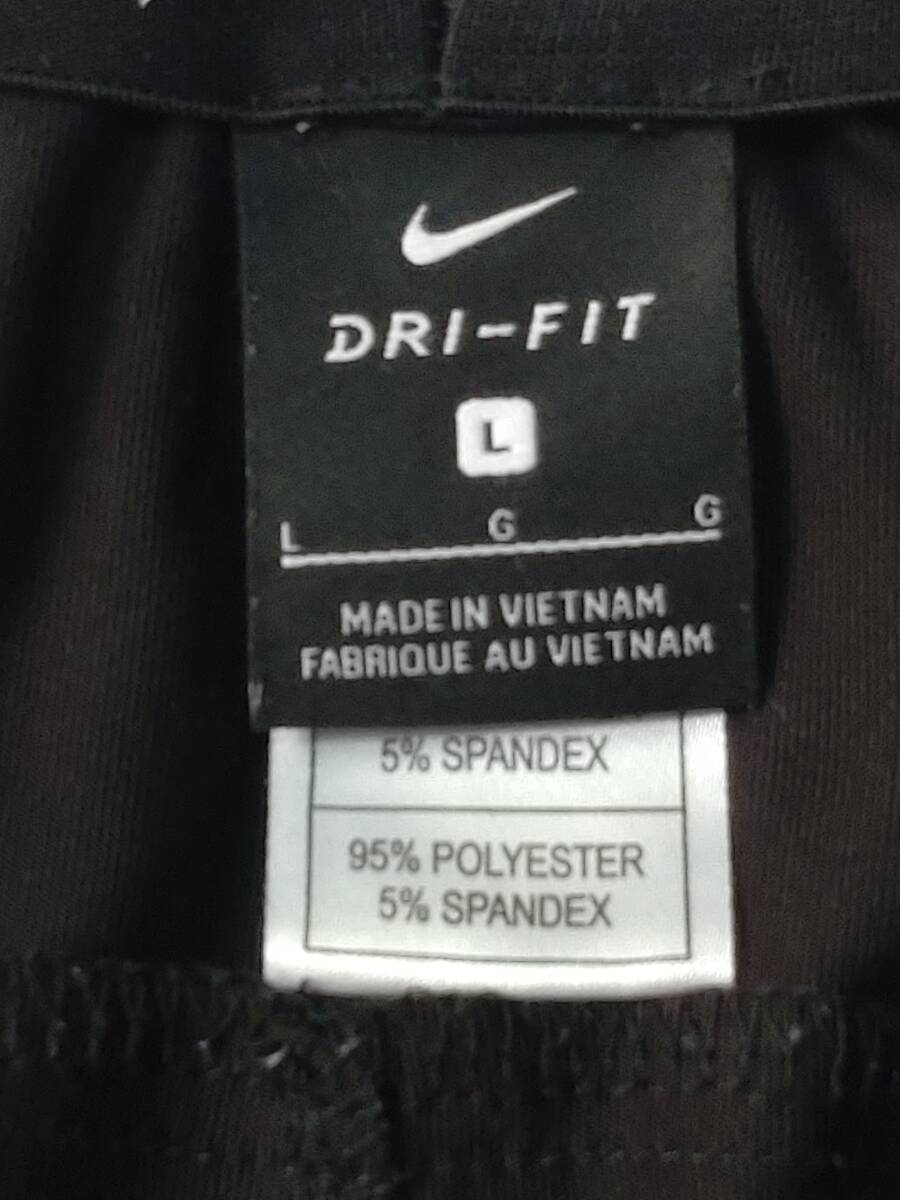 DRI-FIT
L
L G G
MADE IN VIETNAM
FABRIQUE AU VIETNAM
5% SPANDEX
95% POLYESTER
5% SPANDEX